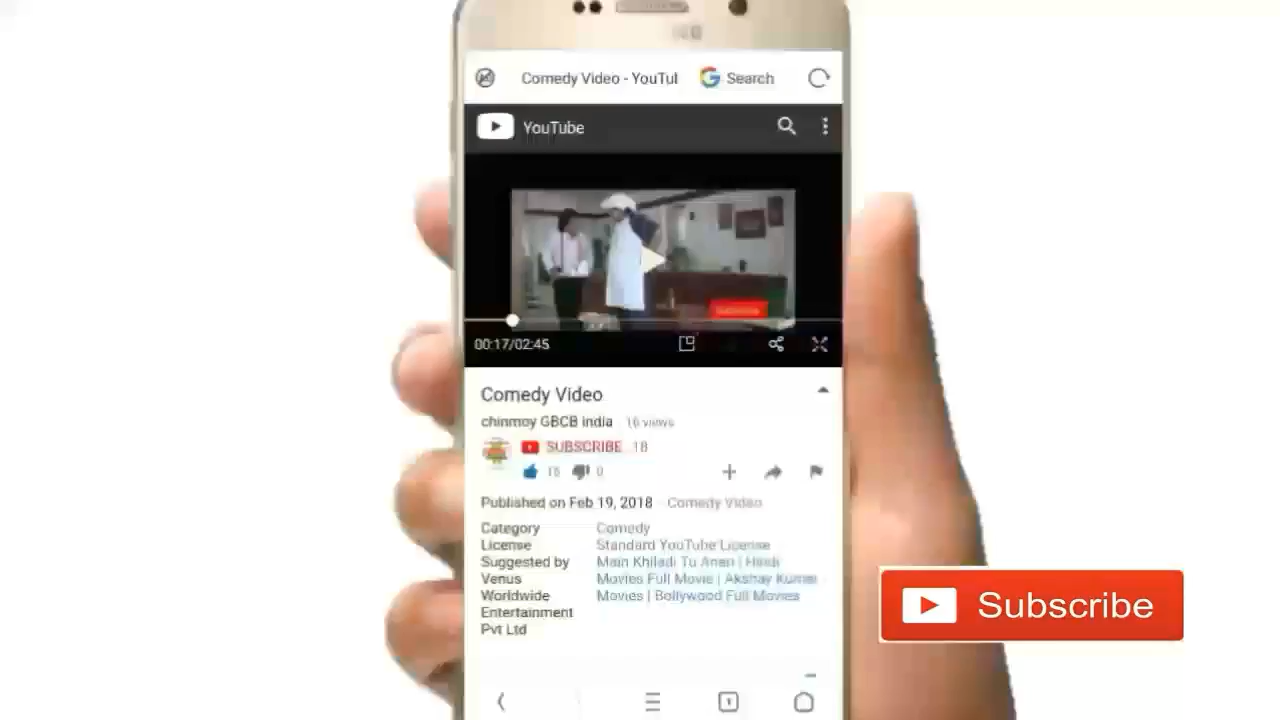 Comedy Video - YouTul
Search
YouTube
00:17/02:45
Comedy Video
chinmoy GBCB india · 16 views
SUBSCRIBE 18
16 0
Published on Feb 19, 2018 · Comedy Video
Category Comedy
License Standard YouTube License
Suggested by Main Khiladi Tu Anari | Hindi
Venus Movies Full Movie | Akshay Kumar
Worldwide Movies | Bollywood Full Movies
Entertainment
Pvt Ltd
Subscribe